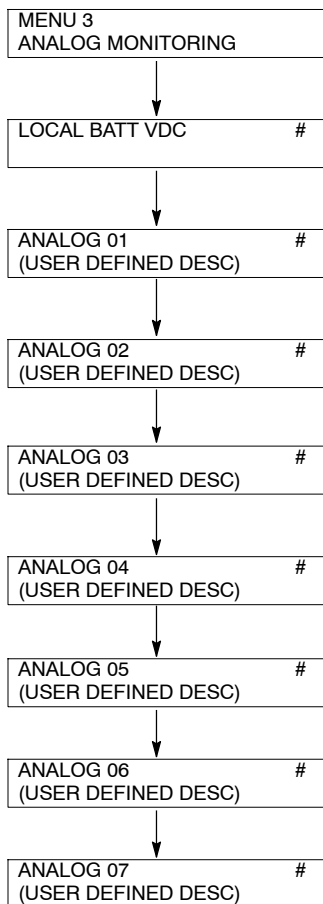 MENU 3
ANALOG MONITORING
LOCAL BATT VDC #
ANALOG 01 #
(USER DEFINED DESC)
ANALOG 02 #
(USER DEFINED DESC)
ANALOG 03 #
(USER DEFINED DESC)
ANALOG 04 #
(USER DEFINED DESC)
ANALOG 05 #
(USER DEFINED DESC)
ANALOG 06 #
(USER DEFINED DESC)
ANALOG 07 #
(USER DEFINED DESC)